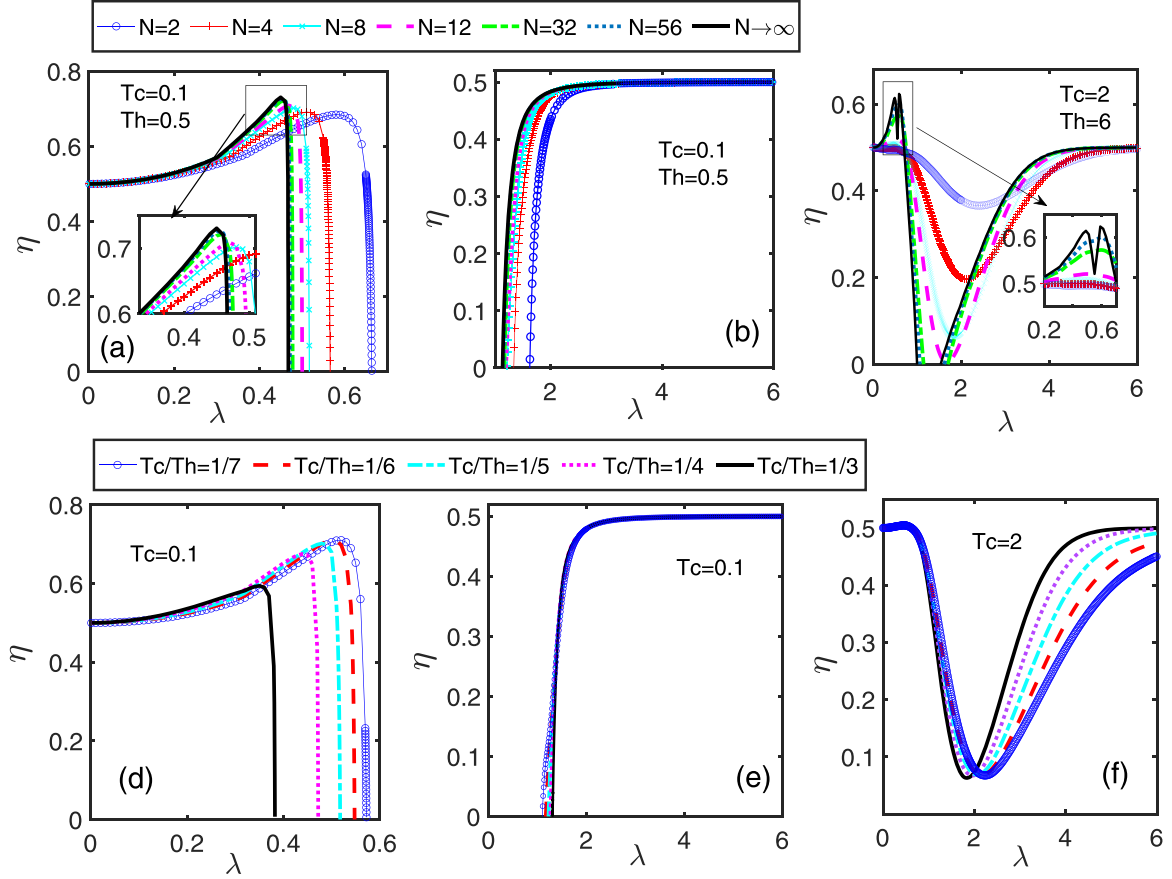 N=2 N=4 N=8 N=12 N=32 N=56 N→∞
0.8
0.6
0.4
0.2
0
η
Tc=0.1
Th=0.5
0.7
0.6
0.4 0.5
(a)
0 0.2 0.4 0.6
λ
0.5
0.4
0.3
0.2
0.1
0
η
Tc=0.1
Th=0.5
(b)
2 4 6
λ
0.6
0.4
0.2
0
η
Tc=2
Th=6
0.6
0.5
0.2 0.6
0 2 4 6
λ
Tc/Th=1/7 Tc/Th=1/6 Tc/Th=1/5 Tc/Th=1/4 Tc/Th=1/3
0.8
0.6
0.4
0.2
0
η
Tc=0.1
(d)
0 0.2 0.4 0.6
λ
0.5
0.4
0.3
0.2
0.1
0
η
Tc=0.1
(e)
0 2 4 6
λ
0.5
0.4
0.3
0.2
0.1
η
Tc=2
(f)
0 2 4 6
λ